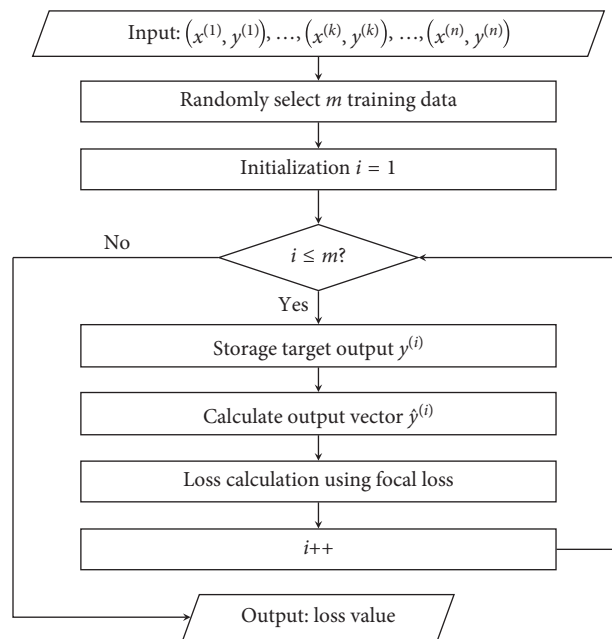 Input: (x^(1), y^(1)), …, (x^(k), y^(k)), …, (x^(n), y^(n))
Randomly select m training data
Initialization i = 1
No
i ≤ m?
Yes
Storage target output y^(i)
Calculate output vector ŷ^(i)
Loss calculation using focal loss
i++
Output: loss value